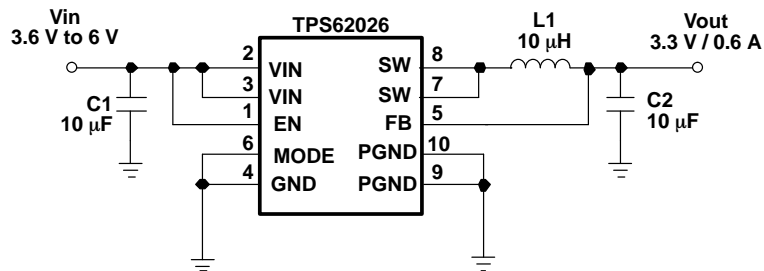 TPS62026
Vin
3.6 V to 6 V
L1
10 μH
Vout
3.3 V / 0.6 A
2
VIN
SW
8
3
VIN
SW
7
C1
10 μF
1
EN
FB
5
C2
10 μF
6
MODE
PGND
10
4
GND
PGND
9